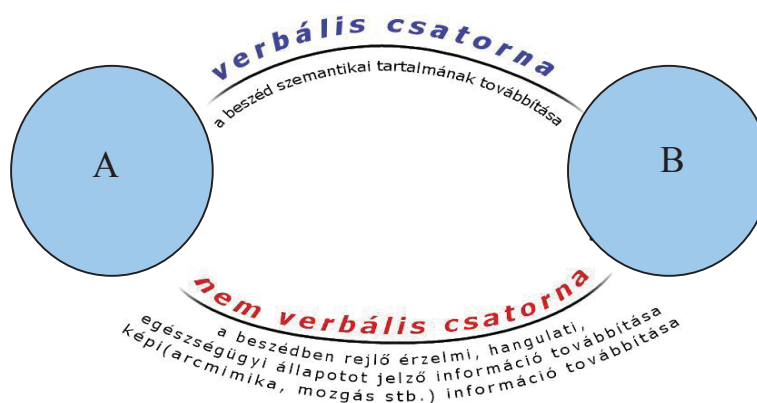 verbális csatorna
a beszéd szemantikai tartalmának továbbítása
A
B
nem verbális csatorna
a beszédben rejlő érzelmi, hangulati,
egészségügyi állapotot jelző információ továbbítása
képi(arcmimika, mozgás stb.) információ továbbítása